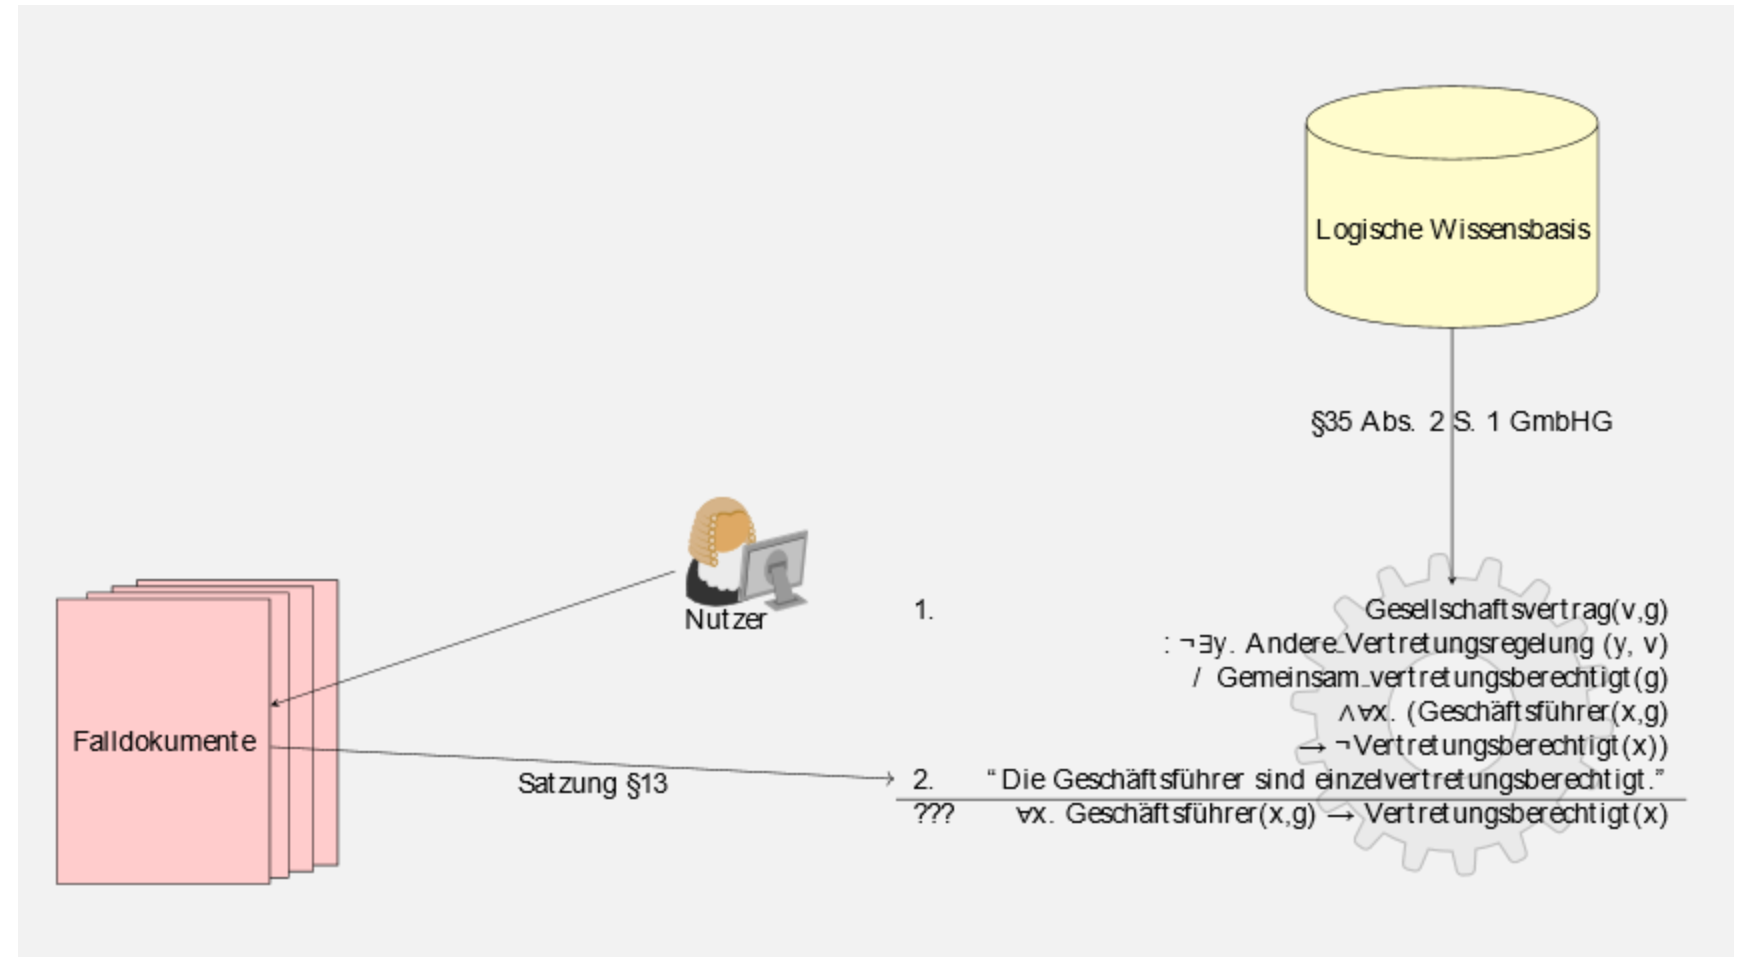 Logische Wissensbasis
§35 Abs. 2 S. 1 GmbHG
Nutzer
Falldokumente
Satzung §13
1. Gesellschaftsvertrag(v,g)
: ¬∃y. Andere_Vertretungsregelung (y, v)
/ Gemeinsam_vertretungsberechtigt(g)
∧∀x. (Geschäftsführer(x,g)
→ ¬Vertretungsberechtigt(x))
2. “Die Geschäftsführer sind einzelvertretungsberechtigt.”
??? ∀x. Geschäftsführer(x,g) → Vertretungsberechtigt(x)